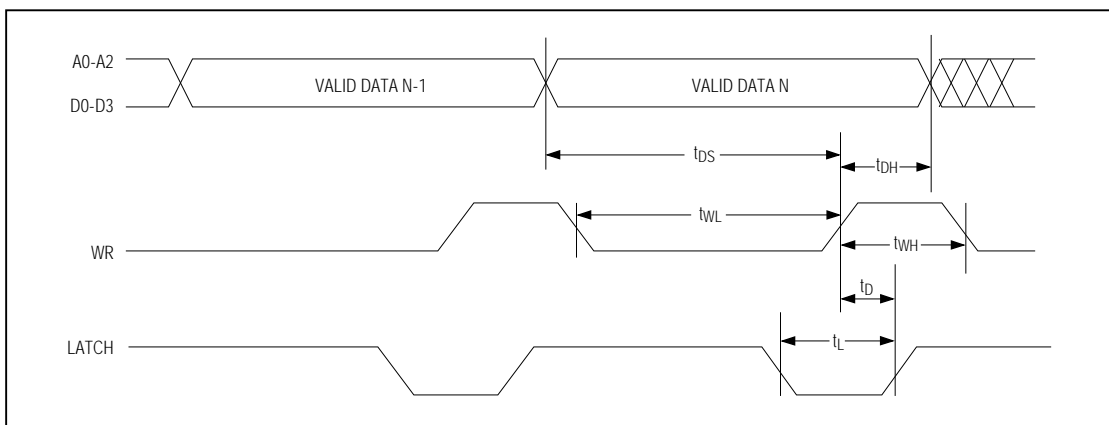 A0-A2
VALID DATA N-1
VALID DATA N
D0-D3
tDS
tDH
tWL
WR
tWH
tD
LATCH
tL